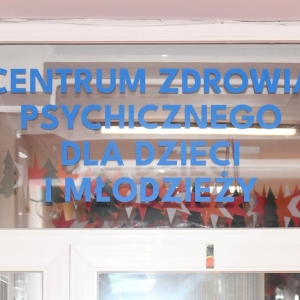 CENTRUM ZDROWIA
PSYCHICZNEGO
DLA DZIECI
I MŁODZIEŻY